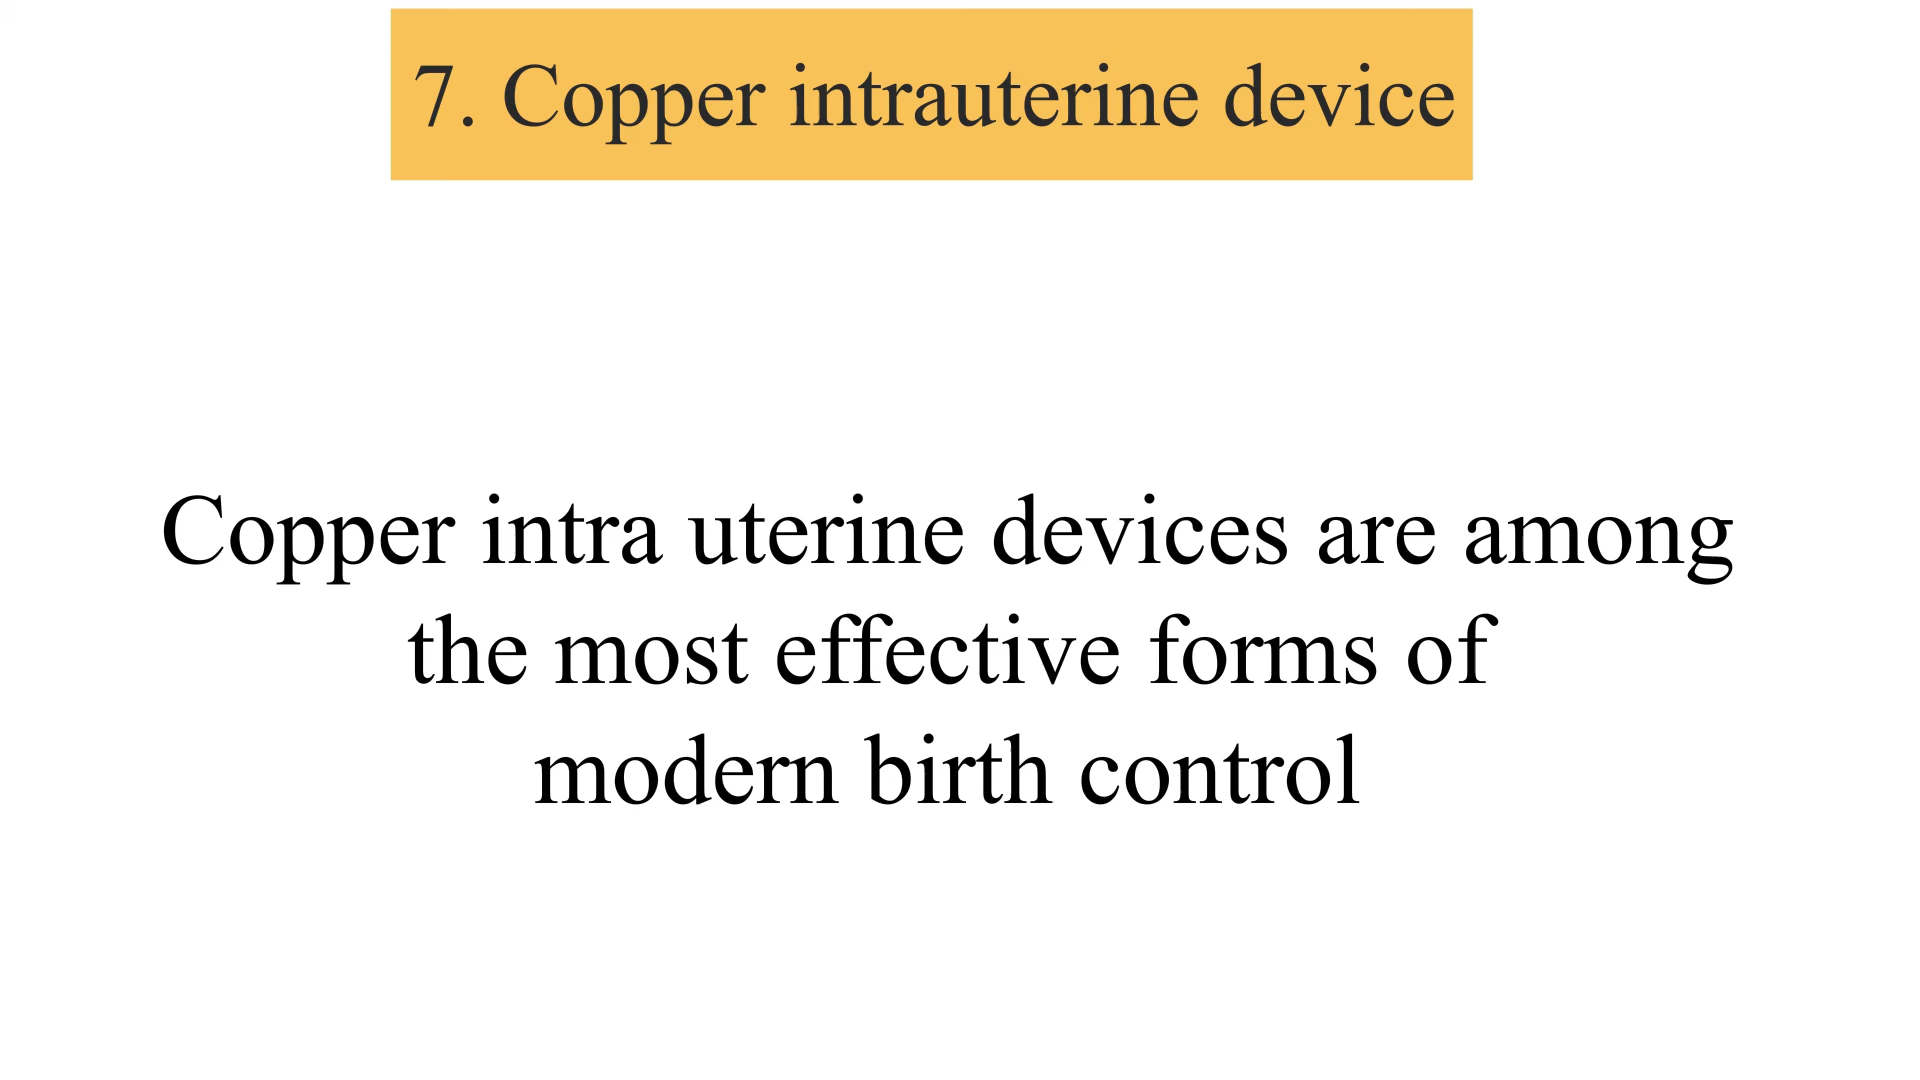 7. Copper intrauterine device
Copper intra uterine devices are among
the most effective forms of
modern birth control